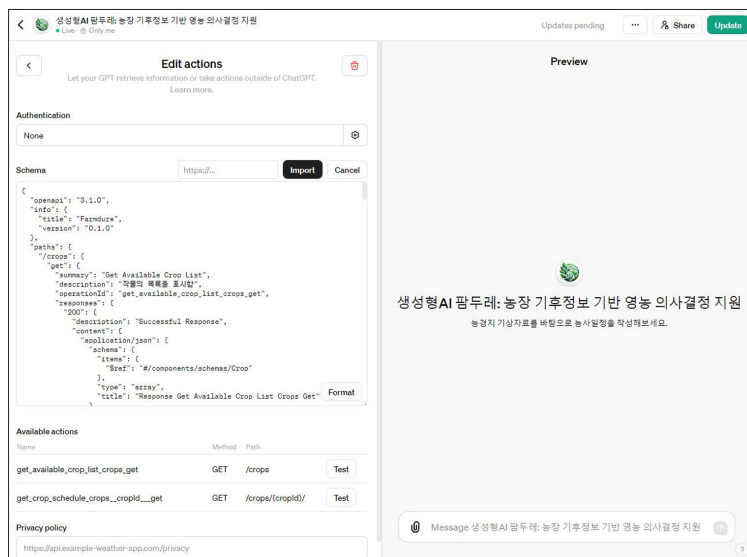 생성형AI 팜두레: 농장 기후정보 기반 영농 의사결정 지원
Live · Only me
Updates pending
Share
Update
Edit actions
Let your GPT retrieve information or take actions outside of ChatGPT.
Learn more.
Authentication
None
Schema
https://...
Import
Cancel
{
"openapi": "3.1.0",
"info": {
"title": "Farmdure",
"version": "0.1.0"
},
"paths": {
"/crops": {
"get": {
"summary": "Get Available Crop List",
"description": "작물의 목록을 표시함",
"operationId": "get_available_crop_list_crops_get",
"responses": {
"200": {
"description": "Successful Response",
"content": {
"application/json": {
"schema": {
"items": {
"$ref": "#/components/schemas/Crop"
},
"type": "array",
"title": "Response Get Available Crop List Crops Get"
}
Format
Available actions
Name Method Path
get_available_crop_list_crops_get GET /crops Test
get_crop_schedule_crops__cropId___get GET /crops/{cropId}/ Test
Privacy policy
https://api.example-weather-app.com/privacy
Preview
생성형AI 팜두레: 농장 기후정보 기반 영농 의사결정 지원
농경지 기상자료를 바탕으로 농사일정을 작성해보세요.
Message 생성형AI 팜두레: 농장 기후정보 기반 영농 의사결정 지원
?